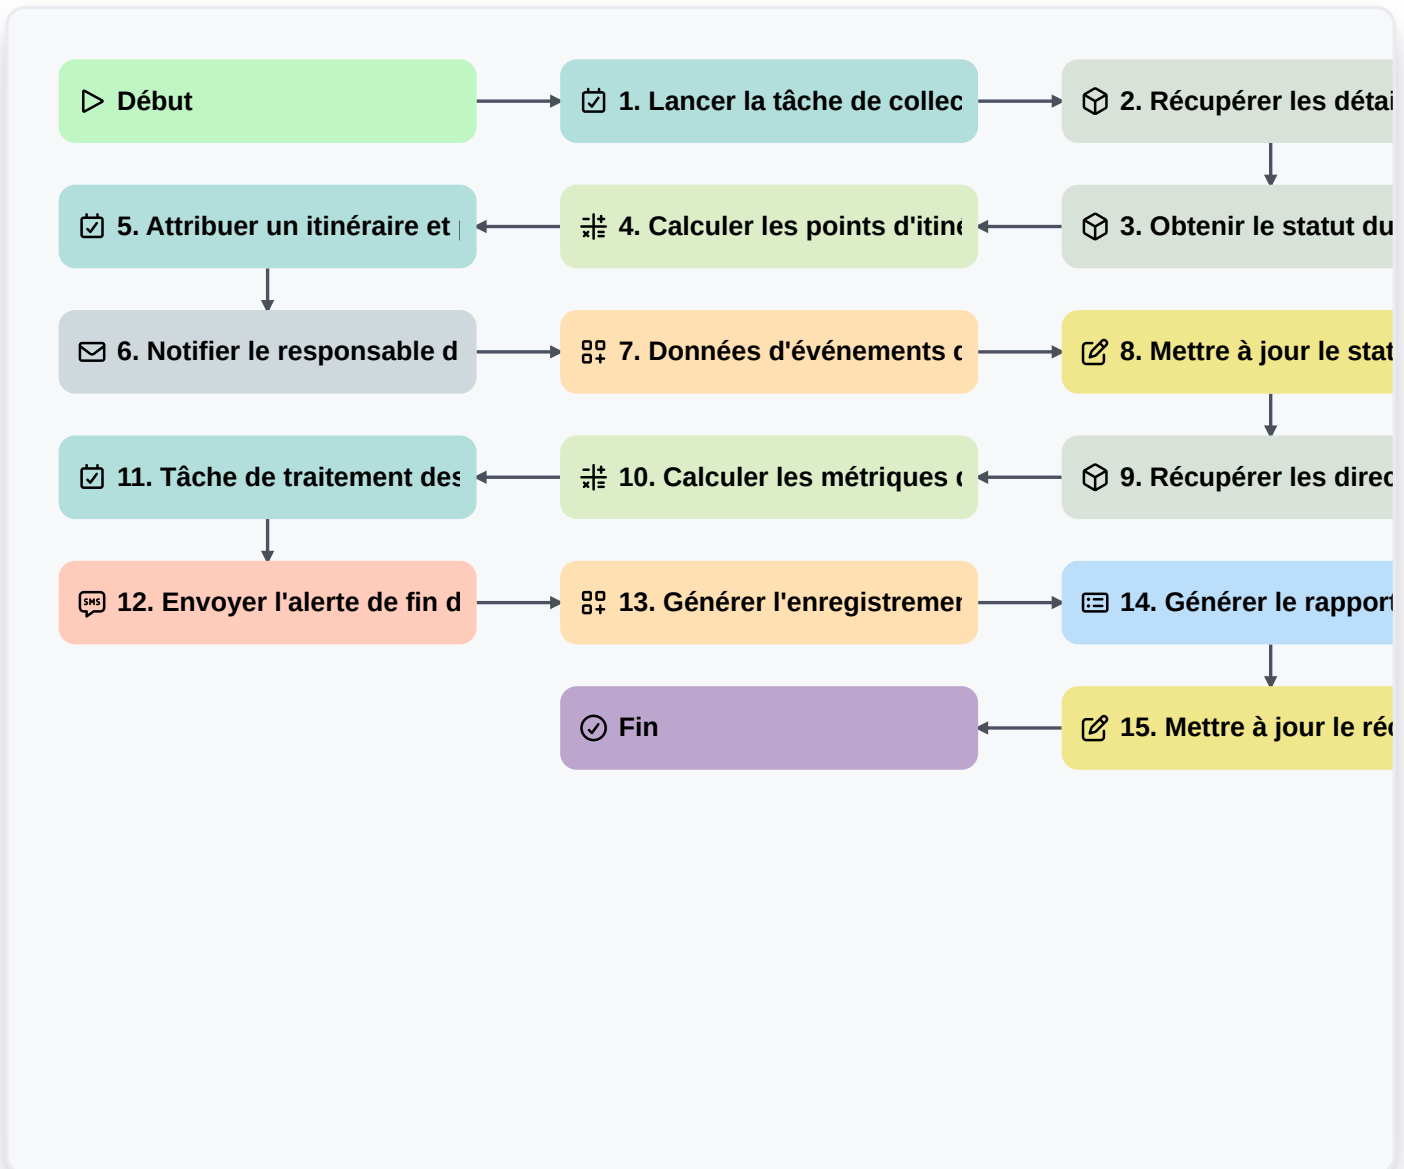 Début
1. Lancer la tâche de collec
2. Récupérer les détai
5. Attribuer un itinéraire et
4. Calculer les points d'itiné
3. Obtenir le statut du
6. Notifier le responsable d
7. Données d'événements d
8. Mettre à jour le stat
11. Tâche de traitement des
10. Calculer les métriques d
9. Récupérer les direc
SMS
12. Envoyer l'alerte de fin d
13. Générer l'enregistremen
14. Générer le rapport
Fin
15. Mettre à jour le réc